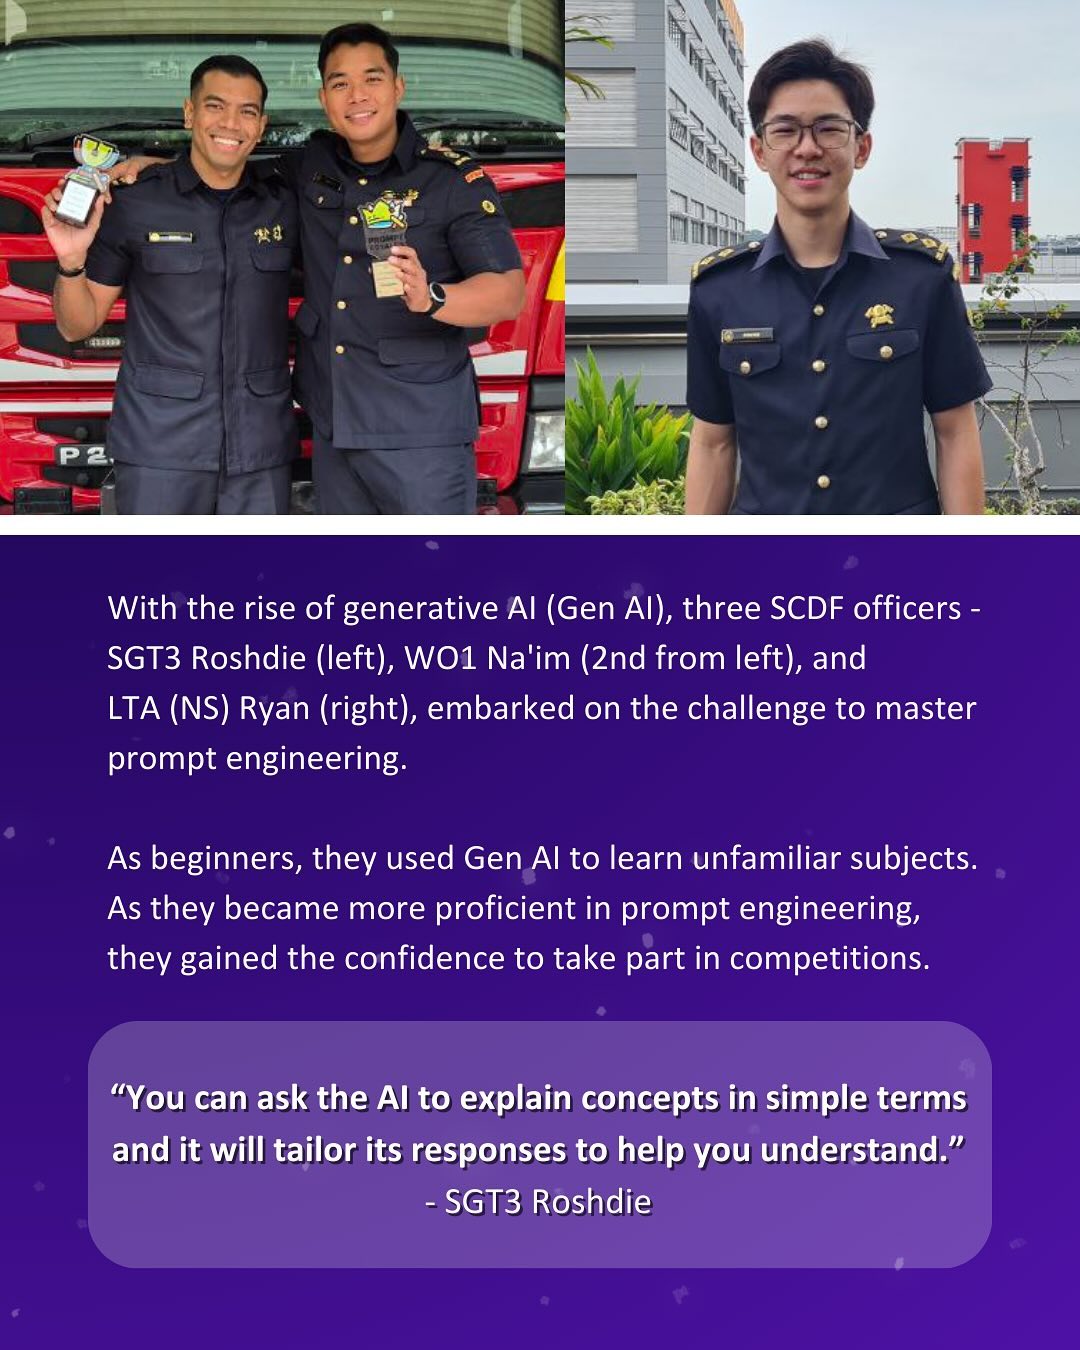 PROMPT
ROYALE
P 2
With the rise of generative AI (Gen AI), three SCDF officers -
SGT3 Roshdie (left), WO1 Na'im (2nd from left), and
LTA (NS) Ryan (right), embarked on the challenge to master
prompt engineering.
As beginners, they used Gen AI to learn unfamiliar subjects.
As they became more proficient in prompt engineering,
they gained the confidence to take part in competitions.
“You can ask the AI to explain concepts in simple terms
and it will tailor its responses to help you understand.”
- SGT3 Roshdie